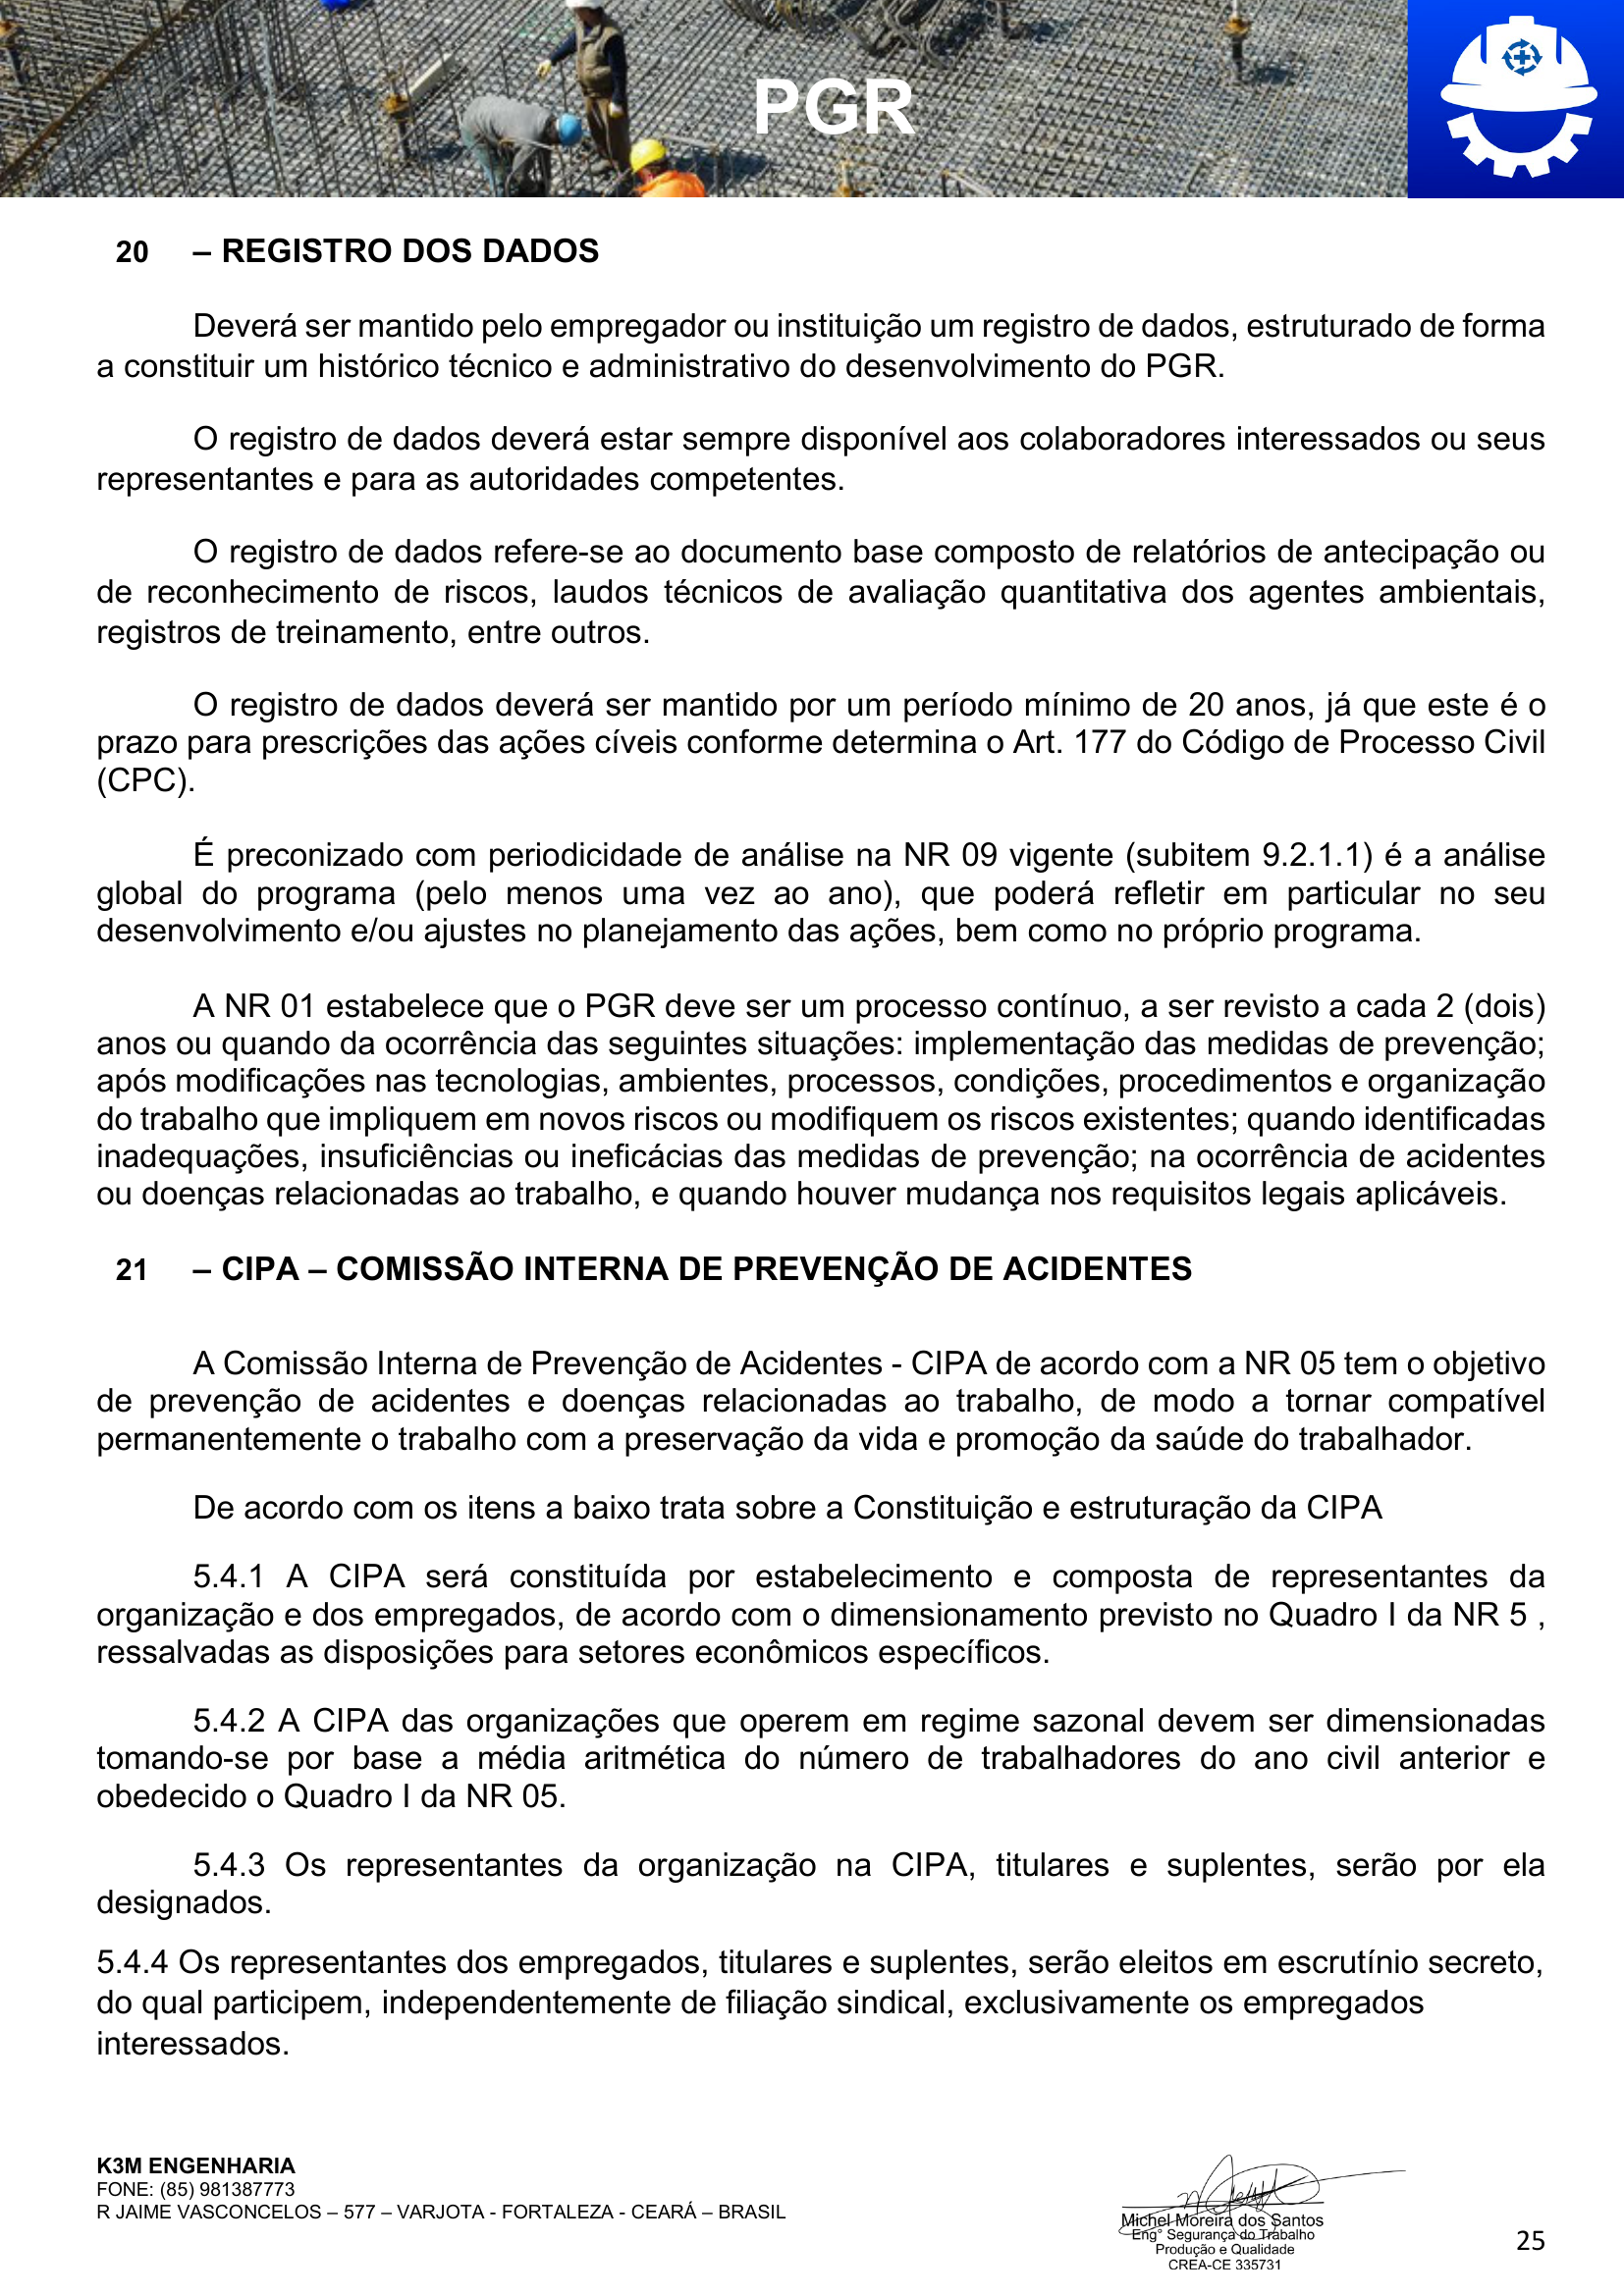 PGR
20 – REGISTRO DOS DADOS
Deverá ser mantido pelo empregador ou instituição um registro de dados, estruturado de forma
a constituir um histórico técnico e administrativo do desenvolvimento do PGR.
O registro de dados deverá estar sempre disponível aos colaboradores interessados ou seus
representantes e para as autoridades competentes.
O registro de dados refere-se ao documento base composto de relatórios de antecipação ou
de reconhecimento de riscos, laudos técnicos de avaliação quantitativa dos agentes ambientais,
registros de treinamento, entre outros.
O registro de dados deverá ser mantido por um período mínimo de 20 anos, já que este é o
prazo para prescrições das ações cíveis conforme determina o Art. 177 do Código de Processo Civil
(CPC).
É preconizado com periodicidade de análise na NR 09 vigente (subitem 9.2.1.1) é a análise
global do programa (pelo menos uma vez ao ano), que poderá refletir em particular no seu
desenvolvimento e/ou ajustes no planejamento das ações, bem como no próprio programa.
A NR 01 estabelece que o PGR deve ser um processo contínuo, a ser revisto a cada 2 (dois)
anos ou quando da ocorrência das seguintes situações: implementação das medidas de prevenção;
após modificações nas tecnologias, ambientes, processos, condições, procedimentos e organização
do trabalho que impliquem em novos riscos ou modifiquem os riscos existentes; quando identificadas
inadequações, insuficiências ou ineficácias das medidas de prevenção; na ocorrência de acidentes
ou doenças relacionadas ao trabalho, e quando houver mudança nos requisitos legais aplicáveis.
21 – CIPA – COMISSÃO INTERNA DE PREVENÇÃO DE ACIDENTES
A Comissão Interna de Prevenção de Acidentes - CIPA de acordo com a NR 05 tem o objetivo
de prevenção de acidentes e doenças relacionadas ao trabalho, de modo a tornar compatível
permanentemente o trabalho com a preservação da vida e promoção da saúde do trabalhador.
De acordo com os itens a baixo trata sobre a Constituição e estruturação da CIPA
5.4.1 A CIPA será constituída por estabelecimento e composta de representantes da
organização e dos empregados, de acordo com o dimensionamento previsto no Quadro I da NR 5 ,
ressalvadas as disposições para setores econômicos específicos.
5.4.2 A CIPA das organizações que operem em regime sazonal devem ser dimensionadas
tomando-se por base a média aritmética do número de trabalhadores do ano civil anterior e
obedecido o Quadro I da NR 05.
5.4.3 Os representantes da organização na CIPA, titulares e suplentes, serão por ela
designados.
5.4.4 Os representantes dos empregados, titulares e suplentes, serão eleitos em escrutínio secreto,
do qual participem, independentemente de filiação sindical, exclusivamente os empregados
interessados.
K3M ENGENHARIA
FONE: (85) 981387773
R JAIME VASCONCELOS – 577 – VARJOTA - FORTALEZA - CEARÁ – BRASIL
Michel Moreira dos Santos
Eng° Segurança do Trabalho
Produção e Qualidade
CREA-CE 335731
25